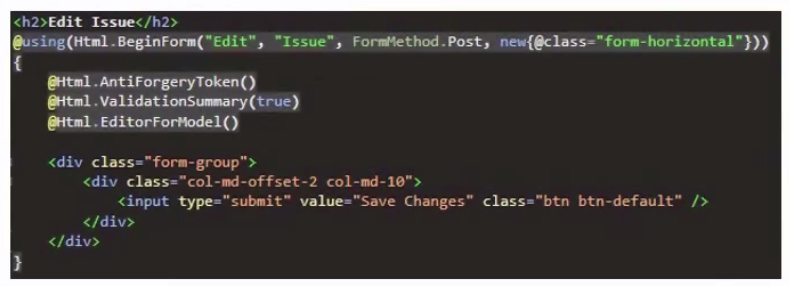 <h2>Edit Issue</h2>
@using(Html.BeginForm("Edit", "Issue", FormMethod.Post, new{@class="form-horizontal"}))
{
    @Html.AntiForgeryToken()
    @Html.ValidationSummary(true)
    @Html.EditorForModel()

    <div class="form-group">
        <div class="col-md-offset-2 col-md-10">
            <input type="submit" value="Save Changes" class="btn btn-default" />
        </div>
    </div>
}